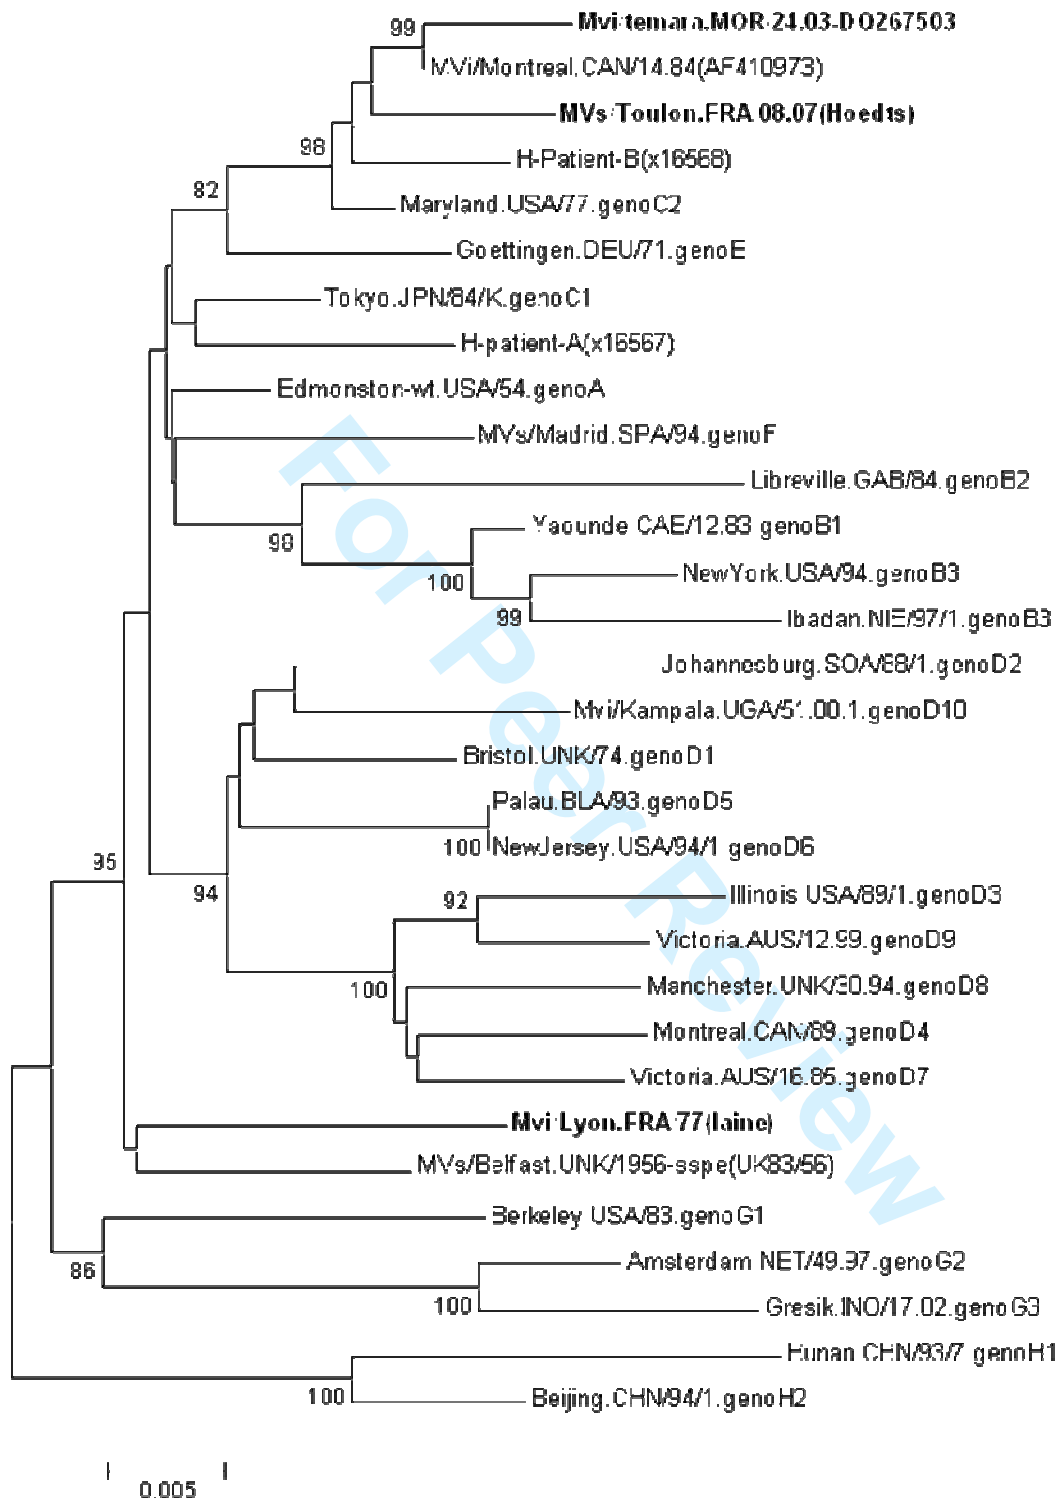 99
Mvi/temara.MOR/24.03-DQ267503
MVi/Montreal.CAN/14.84(AF410973)
MVs/Toulon.FRA/08.07(Hoedts)
98
H-Patient-B(x16568)
82
Maryland.USA/77.genoC2
Goettingen.DEU/71.genoE
Tokyo.JPN/84/K.genoC1
H-patient-A(x16567)
Edmonston-wt.USA/54.genoA
MVs/Madrid.SPA/94.genoF
Libreville.GAB/84.genoB2
Yaounde CAE/12.83 genoB1
98
100
NewYork.USA/94.genoB3
99
Ibadan.NIE/97/1.genoB3
Johannesburg.SOA/88/1.genoD2
Mvi/Kampala.UGA/51.00.1.genoD10
Bristol.UNK/74.genoD1
Palau.BLA/93.genoD5
100
NewJersey.USA/94/1 genoD6
95
94
92
Illinois USA/89/1.genoD3
Victoria.AUS/12.99.genoD9
100
Manchester.UNK/30.94.genoD8
Montreal.CAN/89.genoD4
Victoria.AUS/16.85.genoD7
Mvi/Lyon.FRA/77(laine)
MVs/Belfast.UNK/1956-sspe(UK83/56)
Berkeley USA/83.genoG1
86
Amsterdam NET/49.97.genoG2
100
Gresik.INO/17.02.genoG3
Hunan CHN/93/7 genoH1
100
Beijing.CHN/94/1.genoH2
0.005
For Peer Review